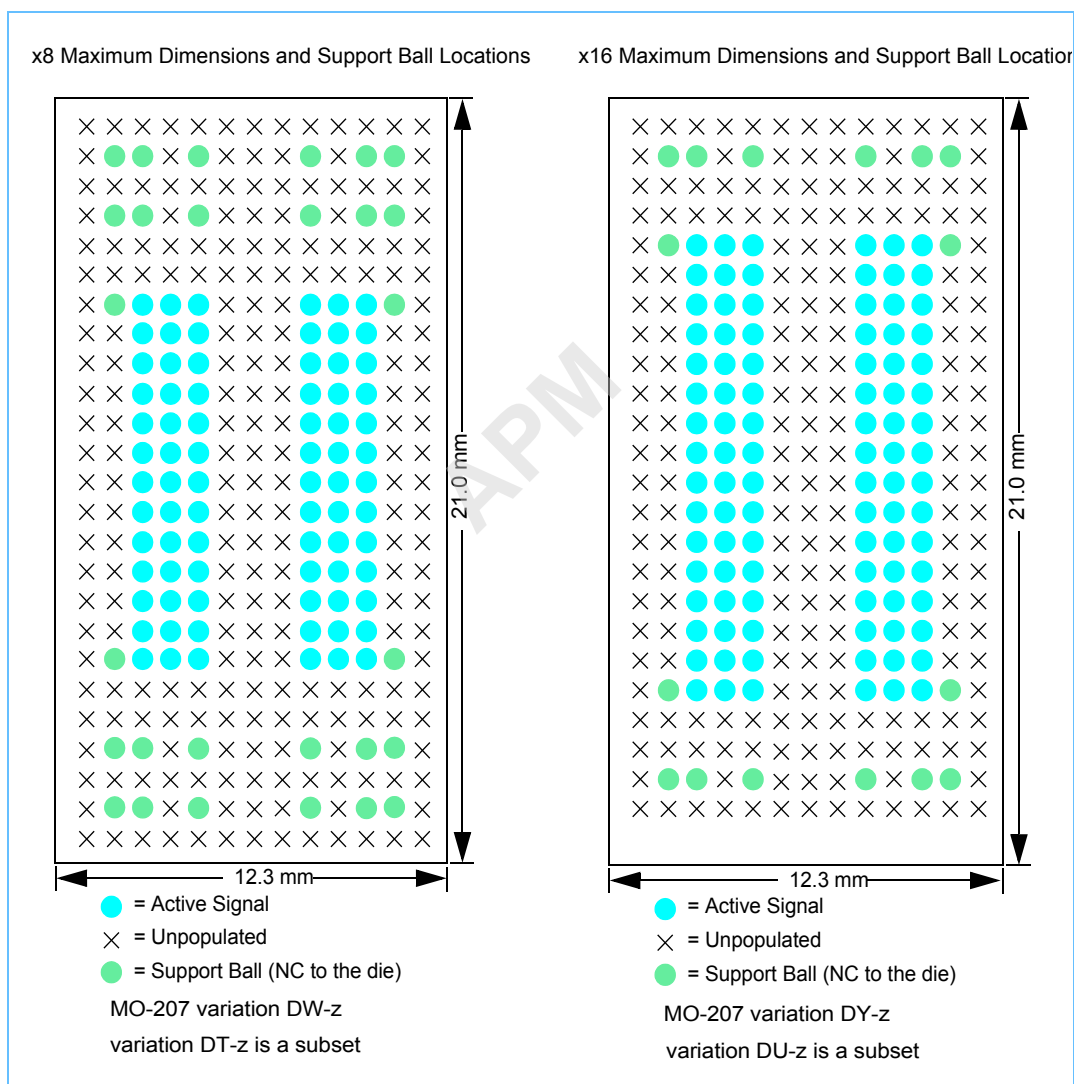 x8 Maximum Dimensions and Support Ball Locations
x16 Maximum Dimensions and Support Ball
21.0 mm
21.0 mm
APM
12.3 mm
12.3 mm
= Active Signal
= Unpopulated
= Support Ball (NC to the die)
MO-207 variation DW-z
variation DT-z is a subset
= Active Signal
= Unpopulated
= Support Ball (NC to the die)
MO-207 variation DY-z
variation DU-z is a subset